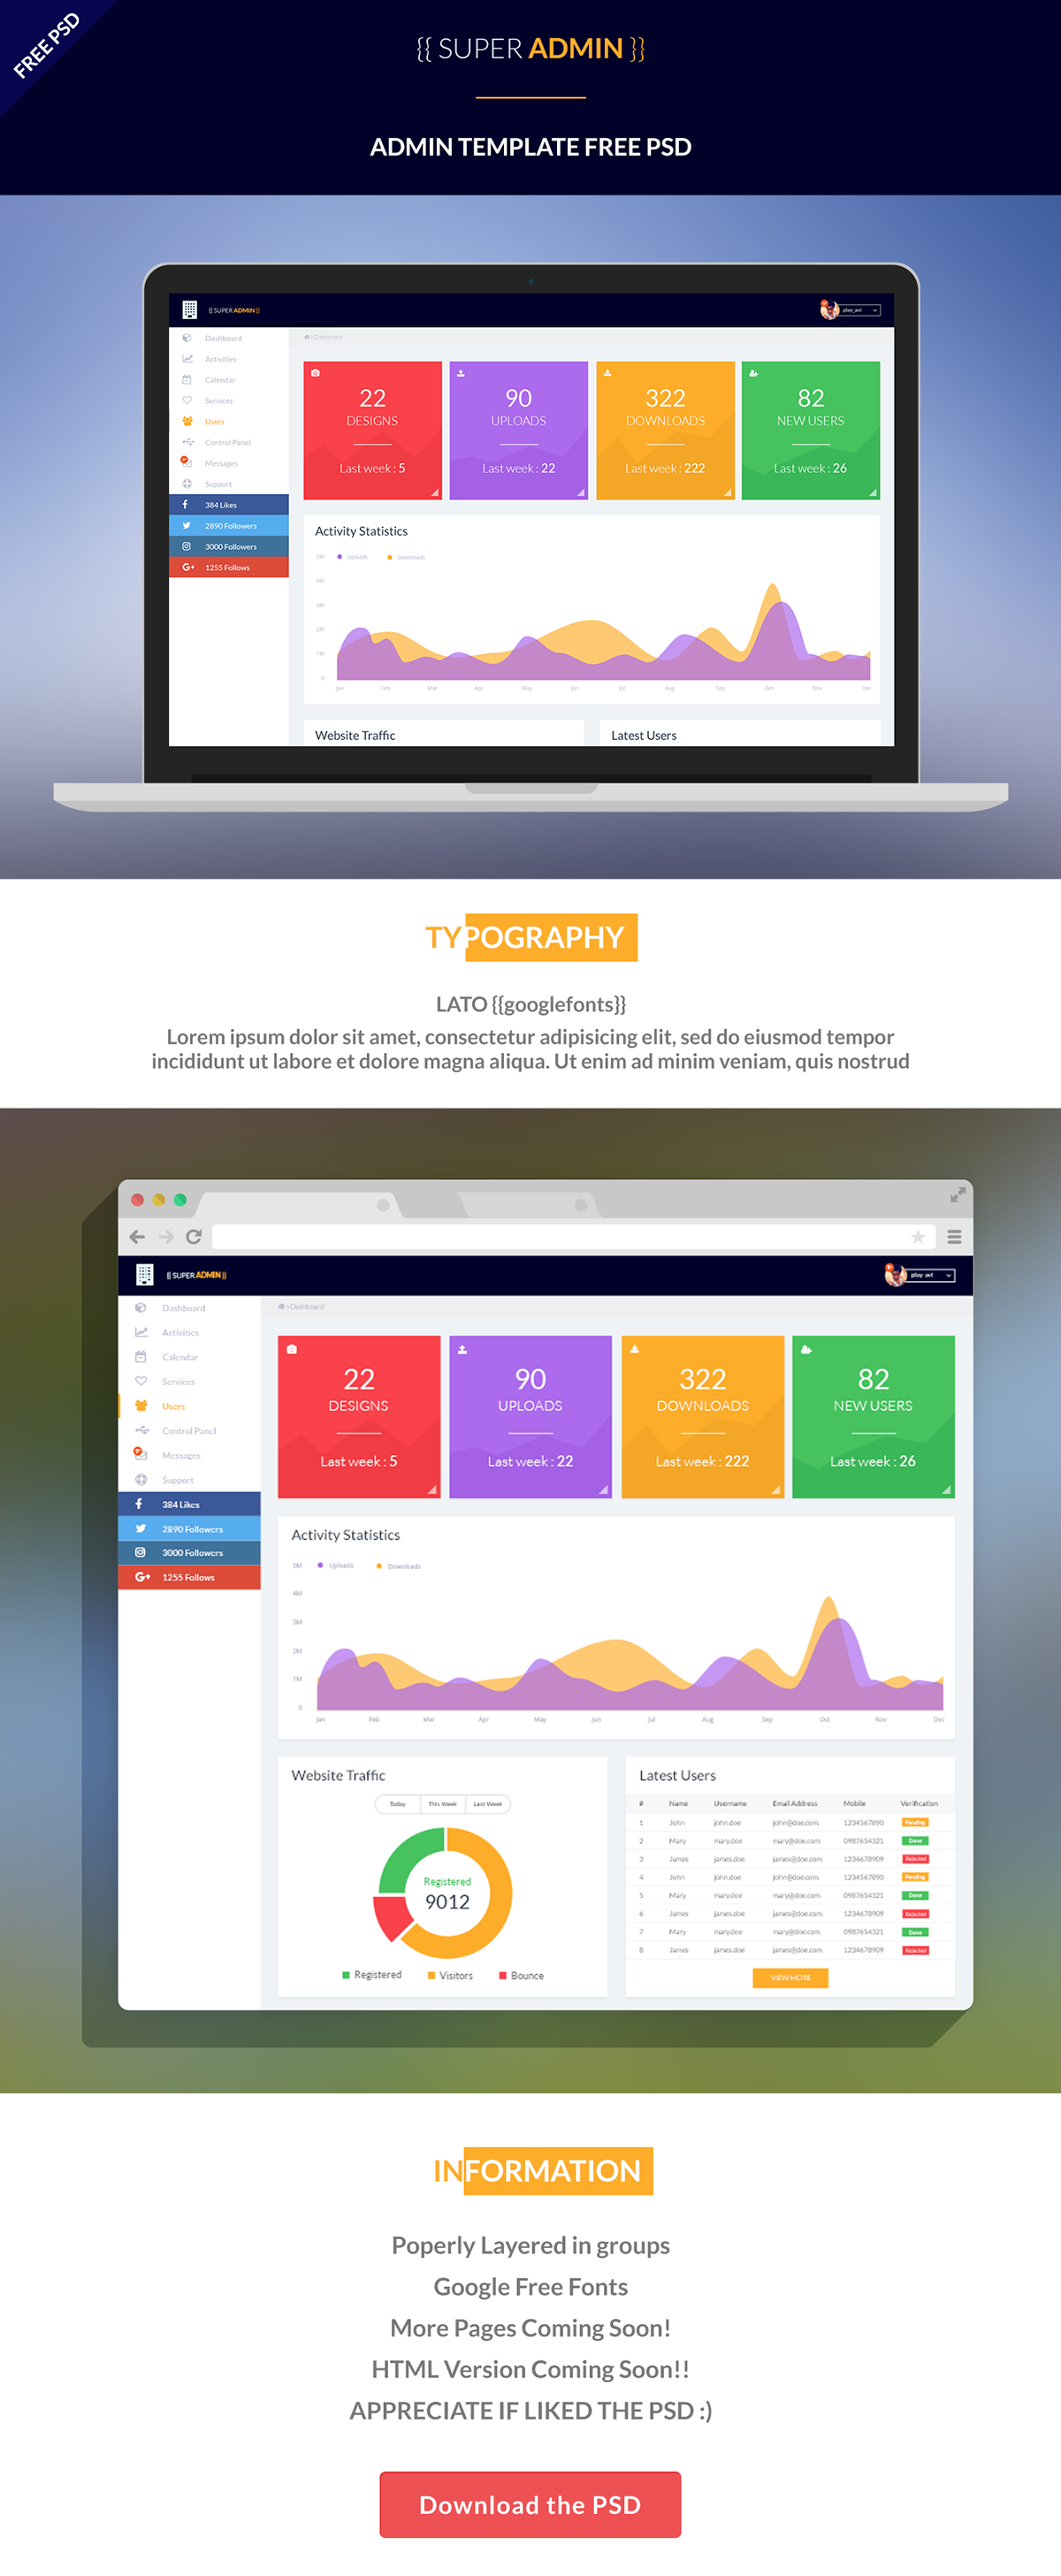 FREE PSD
{{ SUPER ADMIN }}
ADMIN TEMPLATE FREE PSD
{{ SUPER ADMIN }}
play_avi
Dashboard
Activities
Calendar
Services
Users
Control Panel
Messages
Support
384 Likes
2890 Followers
3000 Followers
1255 Follows
Dashboard
22
DESIGNS
Last week : 5
90
UPLOADS
Last week : 22
322
DOWNLOADS
Last week : 222
82
NEW USERS
Last week : 26
Activity Statistics
Uploads Downloads
5M
4M
3M
2M
1M
0
Jan Feb Mar Apr May Jun Jul Aug Sep Oct Nov Dec
Website Traffic
Latest Users
TYPOGRAPHY
LATO {{googlefonts}}
Lorem ipsum dolor sit amet, consectetur adipisicing elit, sed do eiusmod tempor
incididunt ut labore et dolore magna aliqua. Ut enim ad minim veniam, quis nostrud
{{ SUPER ADMIN }}
play_avi
Dashboard
Activities
Calendar
Services
Users
Control Panel
Messages
Support
384 Likes
2890 Followers
3000 Followers
1255 Follows
Dashboard
22
DESIGNS
Last week : 5
90
UPLOADS
Last week : 22
322
DOWNLOADS
Last week : 222
82
NEW USERS
Last week : 26
Activity Statistics
Uploads Downloads
5M
4M
3M
2M
1M
0
Jan Feb Mar Apr May Jun Jul Aug Sep Oct Nov Dec
Website Traffic
Today This Week Last Week
Registered
9012
Registered Visitors Bounce
Latest Users
# Name Username Email Address Mobile Verification
1 John john.doe john@doe.com 1234567890 Pending
2 Mary mary.doe mary@doe.com 0987654321 Done
3 James james.doe james@doe.com 1234678909 Rejected
4 John john.doe john@doe.com 1234567890 Pending
5 Mary mary.doe mary@doe.com 0987654321 Done
6 James james.doe james@doe.com 1234678909 Rejected
7 Mary mary.doe mary@doe.com 0987654321 Done
8 James james.doe james@doe.com 1234678909 Rejected
VIEW MORE
INFORMATION
Poperly Layered in groups
Google Free Fonts
More Pages Coming Soon!
HTML Version Coming Soon!!
APPRECIATE IF LIKED THE PSD :)
Download the PSD